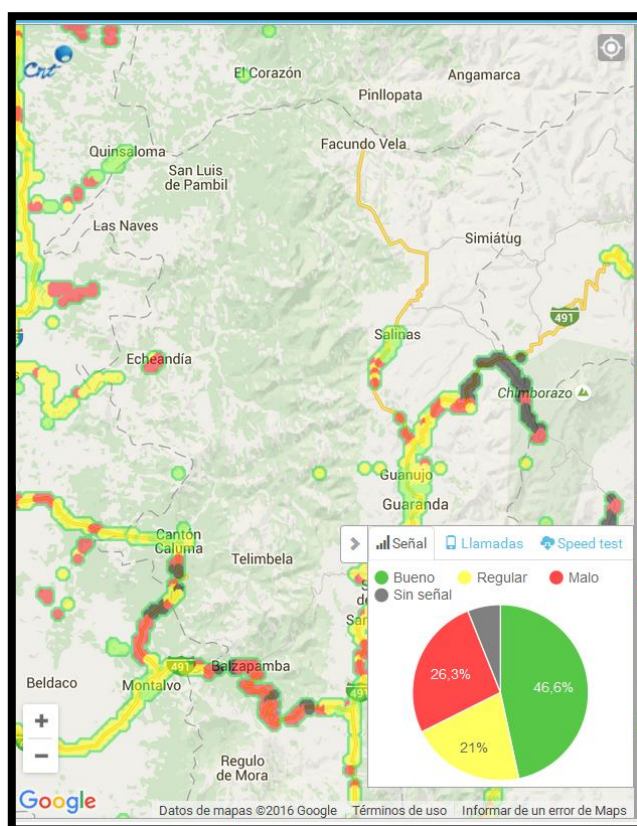 Cnt
El Corazón
Angamarca
Pinllopata
Facundo Vela
Quinsaloma
San Luis
de Pambil
Las Naves
Simiátug
491
Salinas
Echeandía
Chimborazo
Guanujo
Guaranda
Cantón
Caluma
Telimbela
491
Balzapamba
Montalvo
Beldaco
491
Regulo
de Mora
Señal Llamadas Speed test
Bueno Regular Malo
Sin señal
26,3%
46,6%
21%
+
−
Google
Datos de mapas ©2016 Google Términos de uso Informar de un error de Maps